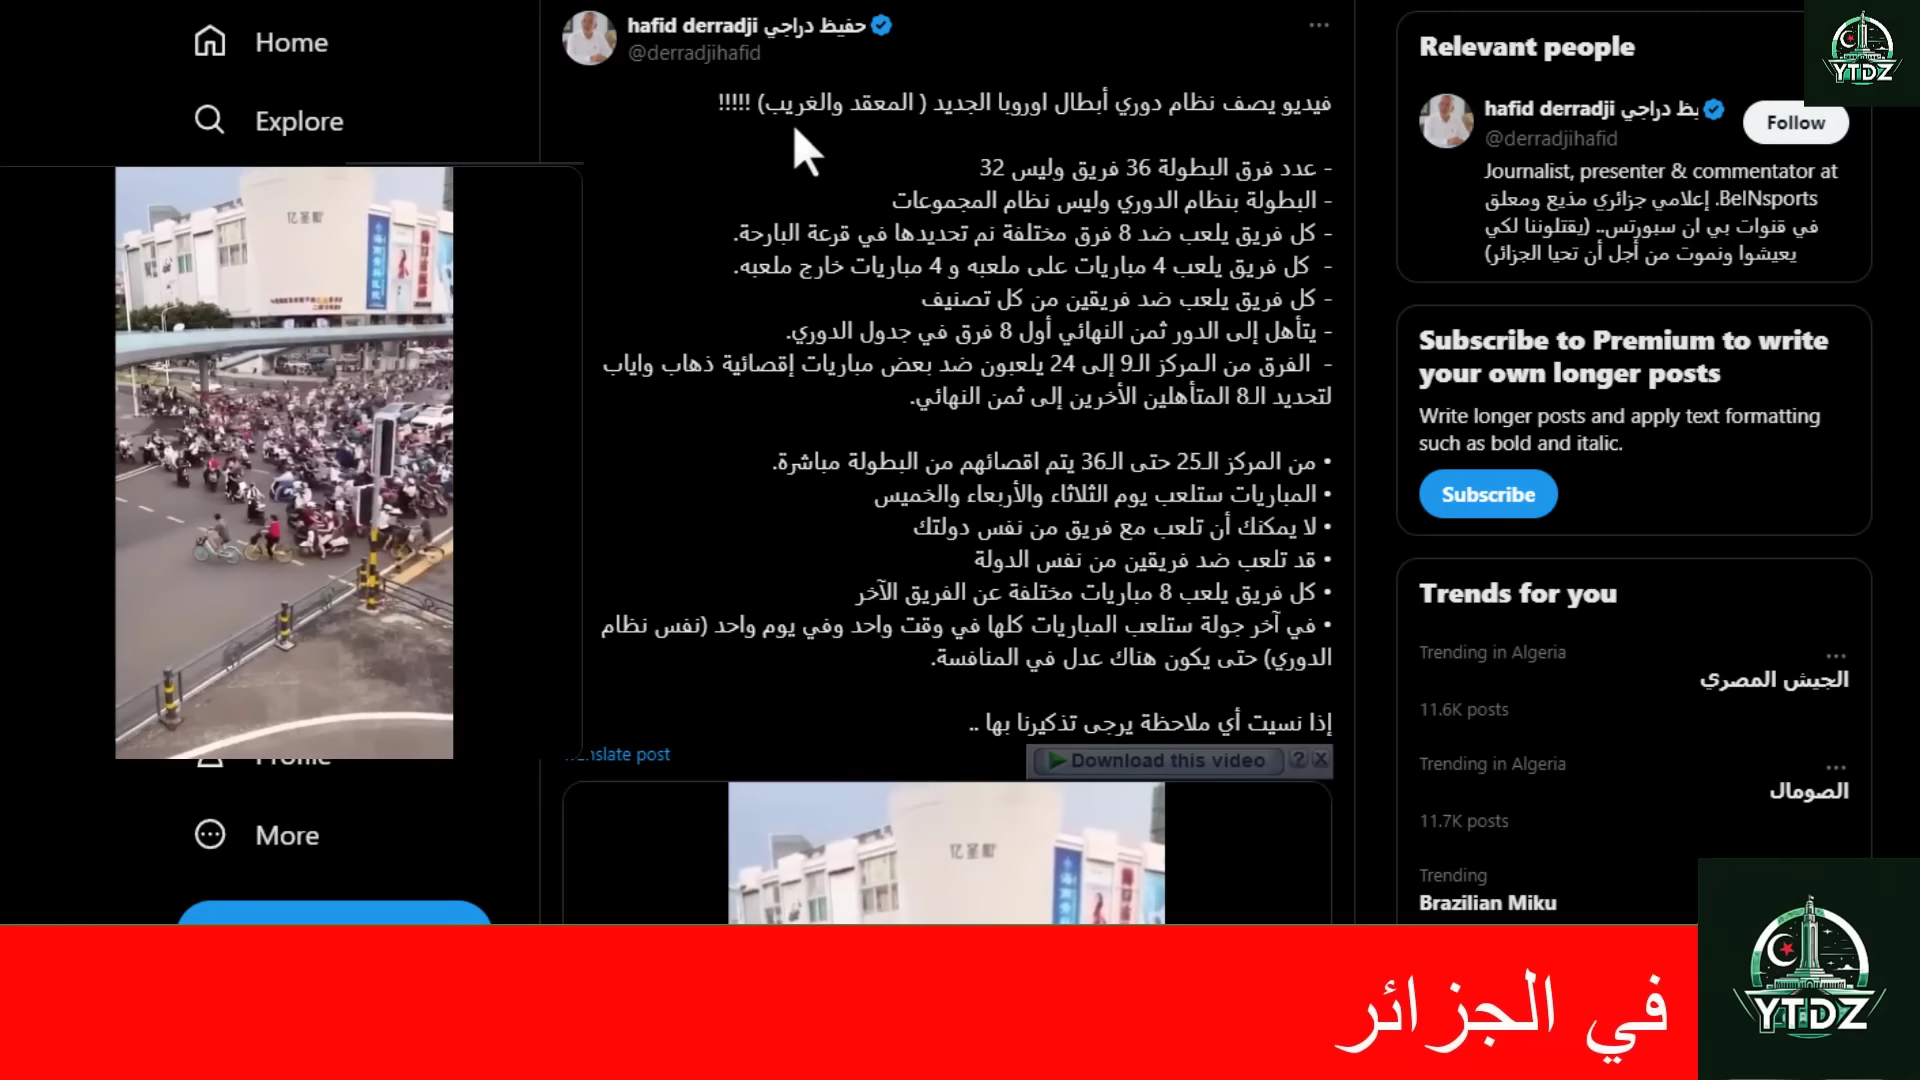 Home
Explore
More
hafid derradji حفيظ دراجي
@derradjihafid
فيديو يصف نظام دوري أبطال اوروبا الجديد ( المعقد والغريب) !!!!!
- عدد فرق البطولة 36 فريق وليس 32
- البطولة بنظام الدوري وليس نظام المجموعات
- كل فريق يلعب ضد 8 فرق مختلفة نم تحديدها في قرعة البارحة.
- كل فريق يلعب 4 مباريات على ملعبه و 4 مباريات خارج ملعبه.
- كل فريق يلعب ضد فريقين من كل تصنيف
- يتأهل إلى الدور ثمن النهائي أول 8 فرق في جدول الدوري.
- الفرق من الـمركز الـ9 إلى 24 يلعبون ضد بعض مباريات إقصائية ذهاب واياب
لتحديد الـ8 المتأهلين الأخرين إلى ثمن النهائي.
• من المركز الـ25 حتى الـ36 يتم اقصائهم من البطولة مباشرة.
• المباريات ستلعب يوم الثلاثاء والأربعاء والخميس
• لا يمكنك أن تلعب مع فريق من نفس دولتك
• قد تلعب ضد فريقين من نفس الدولة
• كل فريق يلعب 8 مباريات مختلفة عن الفريق الآخر
• في آخر جولة ستلعب المباريات كلها في وقت واحد وفي يوم واحد (نفس نظام
الدوري) حتى يكون هناك عدل في المنافسة.
إذا نسيت أي ملاحظة يرجى تذكيرنا بها ..
post
Download this video ? X
Relevant people
hafid derradji
@derradjihafid
Follow
Journalist, presenter & commentator at
BeINsports. إعلامي جزائري مذيع ومعلق
في قنوات بي ان سبورتس.. (يقتلوننا لكي
يعيشوا ونموت من أجل أن تحيا الجزائر)
Subscribe to Premium to write
your own longer posts
Write longer posts and apply text formatting
such as bold and italic.
Subscribe
Trends for you
Trending in Algeria
الجيش المصري
11.6K posts
Trending in Algeria
الصومال
11.7K posts
Trending
Brazilian Miku
YTDZ
في الجزائر
YTDZ